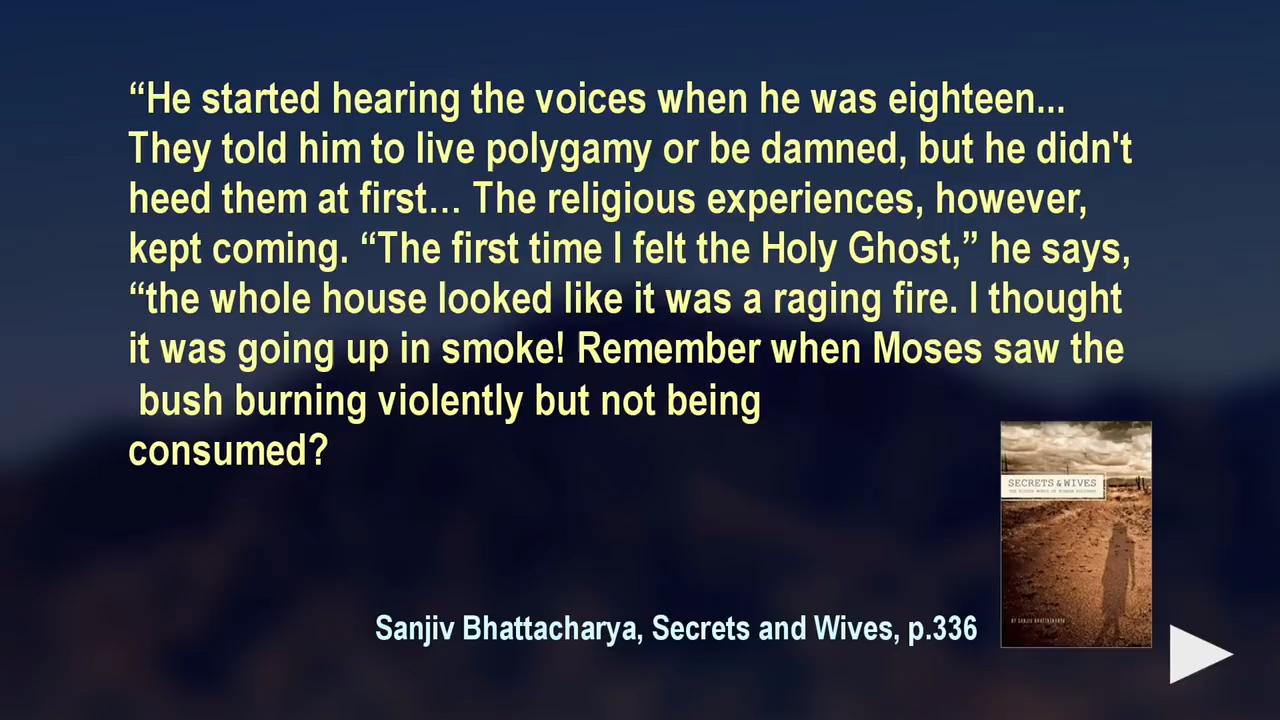 “He started hearing the voices when he was eighteen...
They told him to live polygamy or be damned, but he didn't
heed them at first… The religious experiences, however,
kept coming. “The first time I felt the Holy Ghost,” he says,
“the whole house looked like it was a raging fire. I thought
it was going up in smoke! Remember when Moses saw the
bush burning violently but not being
consumed?
SECRETS & WIVES
BY SANJIV BHATTACHARYA
Sanjiv Bhattacharya, Secrets and Wives, p.336